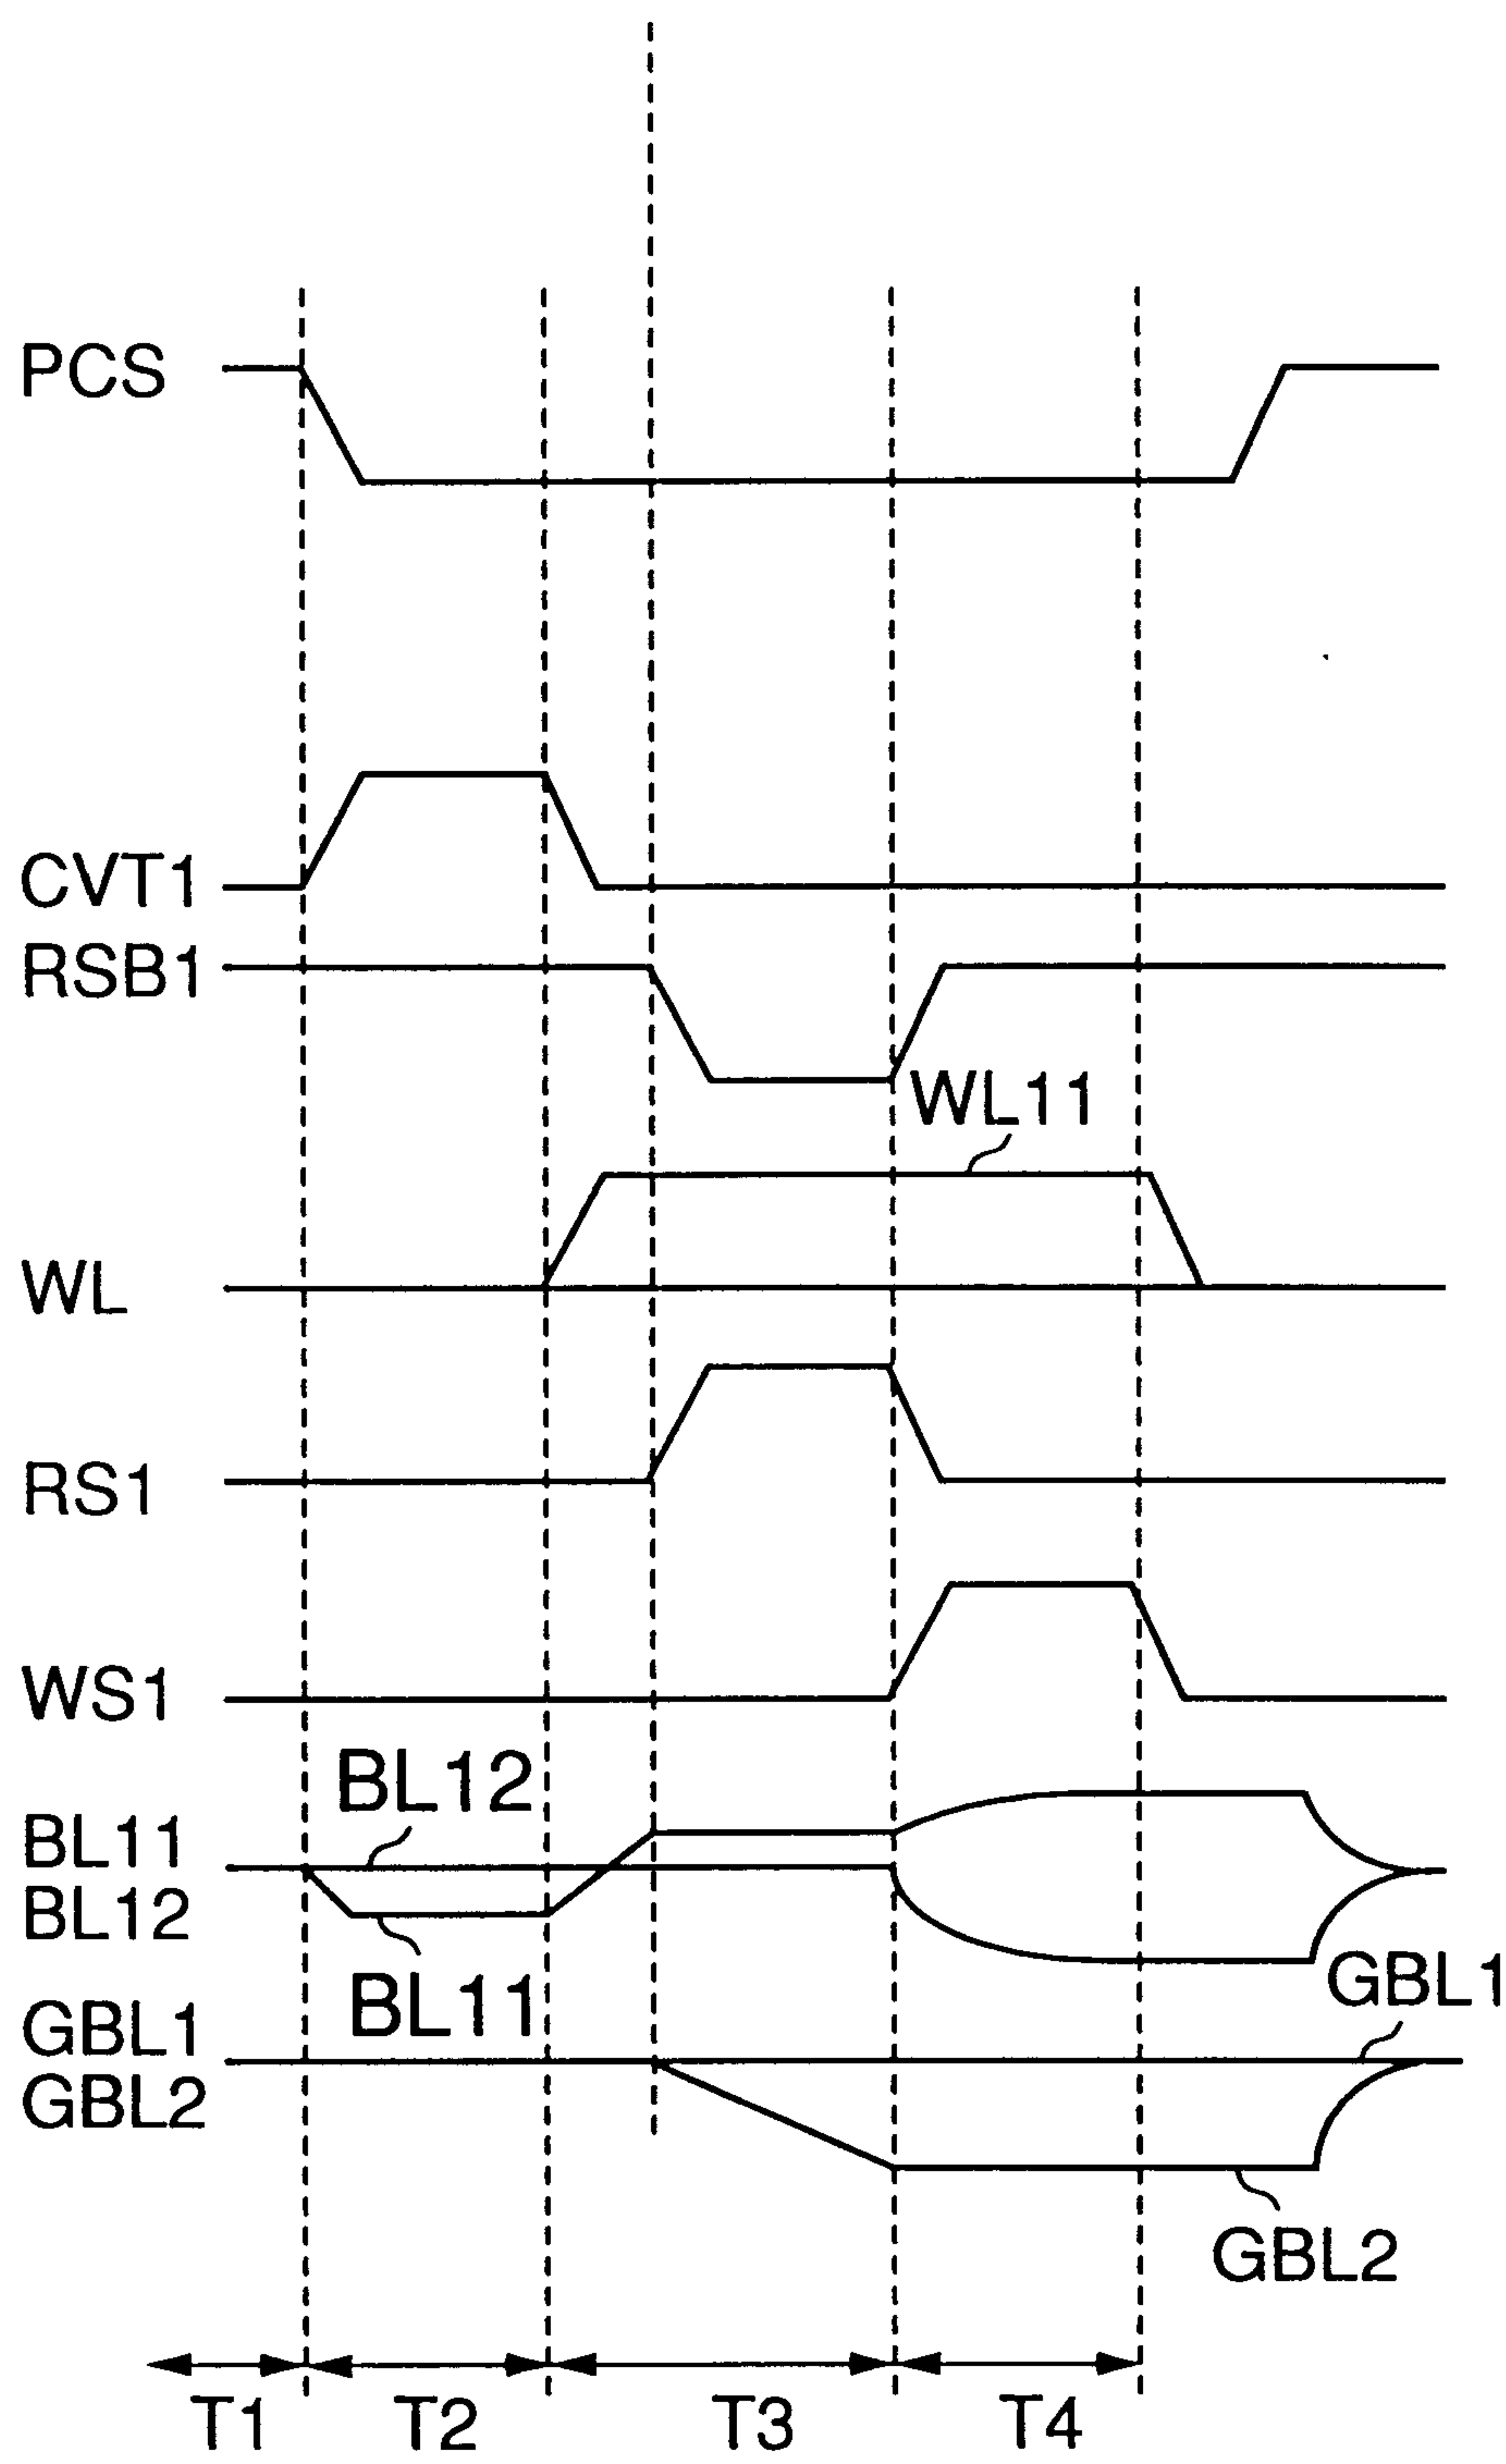 PCS
CVT1
RSB1
WL11
WL
RS1
WS1
BL12
BL11
BL12
BL11
GBL1
GBL1
GBL2
GBL2
T1 T2 T3 T4